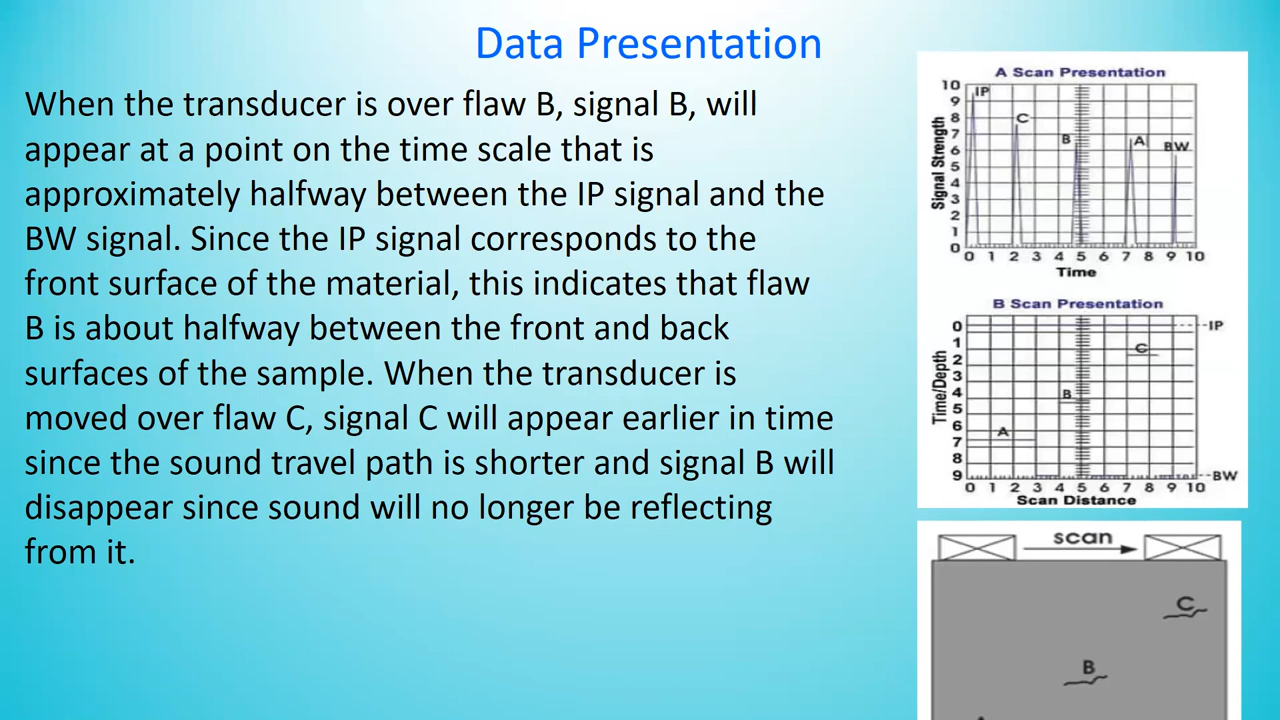 Data Presentation
When the transducer is over flaw B, signal B, will
appear at a point on the time scale that is
approximately halfway between the IP signal and the
BW signal. Since the IP signal corresponds to the
front surface of the material, this indicates that flaw
B is about halfway between the front and back
surfaces of the sample. When the transducer is
moved over flaw C, signal C will appear earlier in time
since the sound travel path is shorter and signal B will
disappear since sound will no longer be reflecting
from it.
A Scan Presentation
Signal Strength
10
9
8
7
6
5
4
3
2
1
0
IP
C
B
A
BW
0 1 2 3 4 5 6 7 8 9 10
Time
B Scan Presentation
Time/Depth
0
1
2
3
4
5
6
7
8
9
IP
C
B
A
BW
0 1 2 3 4 5 6 7 8 9 10
Scan Distance
scan
C
B